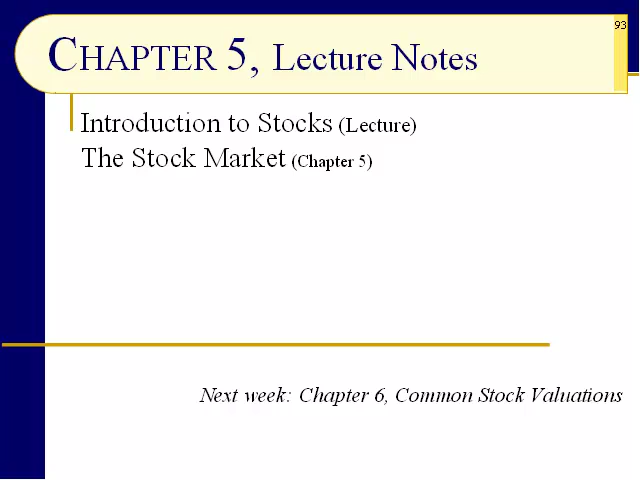 93
CHAPTER 5, Lecture Notes
Introduction to Stocks (Lecture)
The Stock Market (Chapter 5)
Next week: Chapter 6, Common Stock Valuations